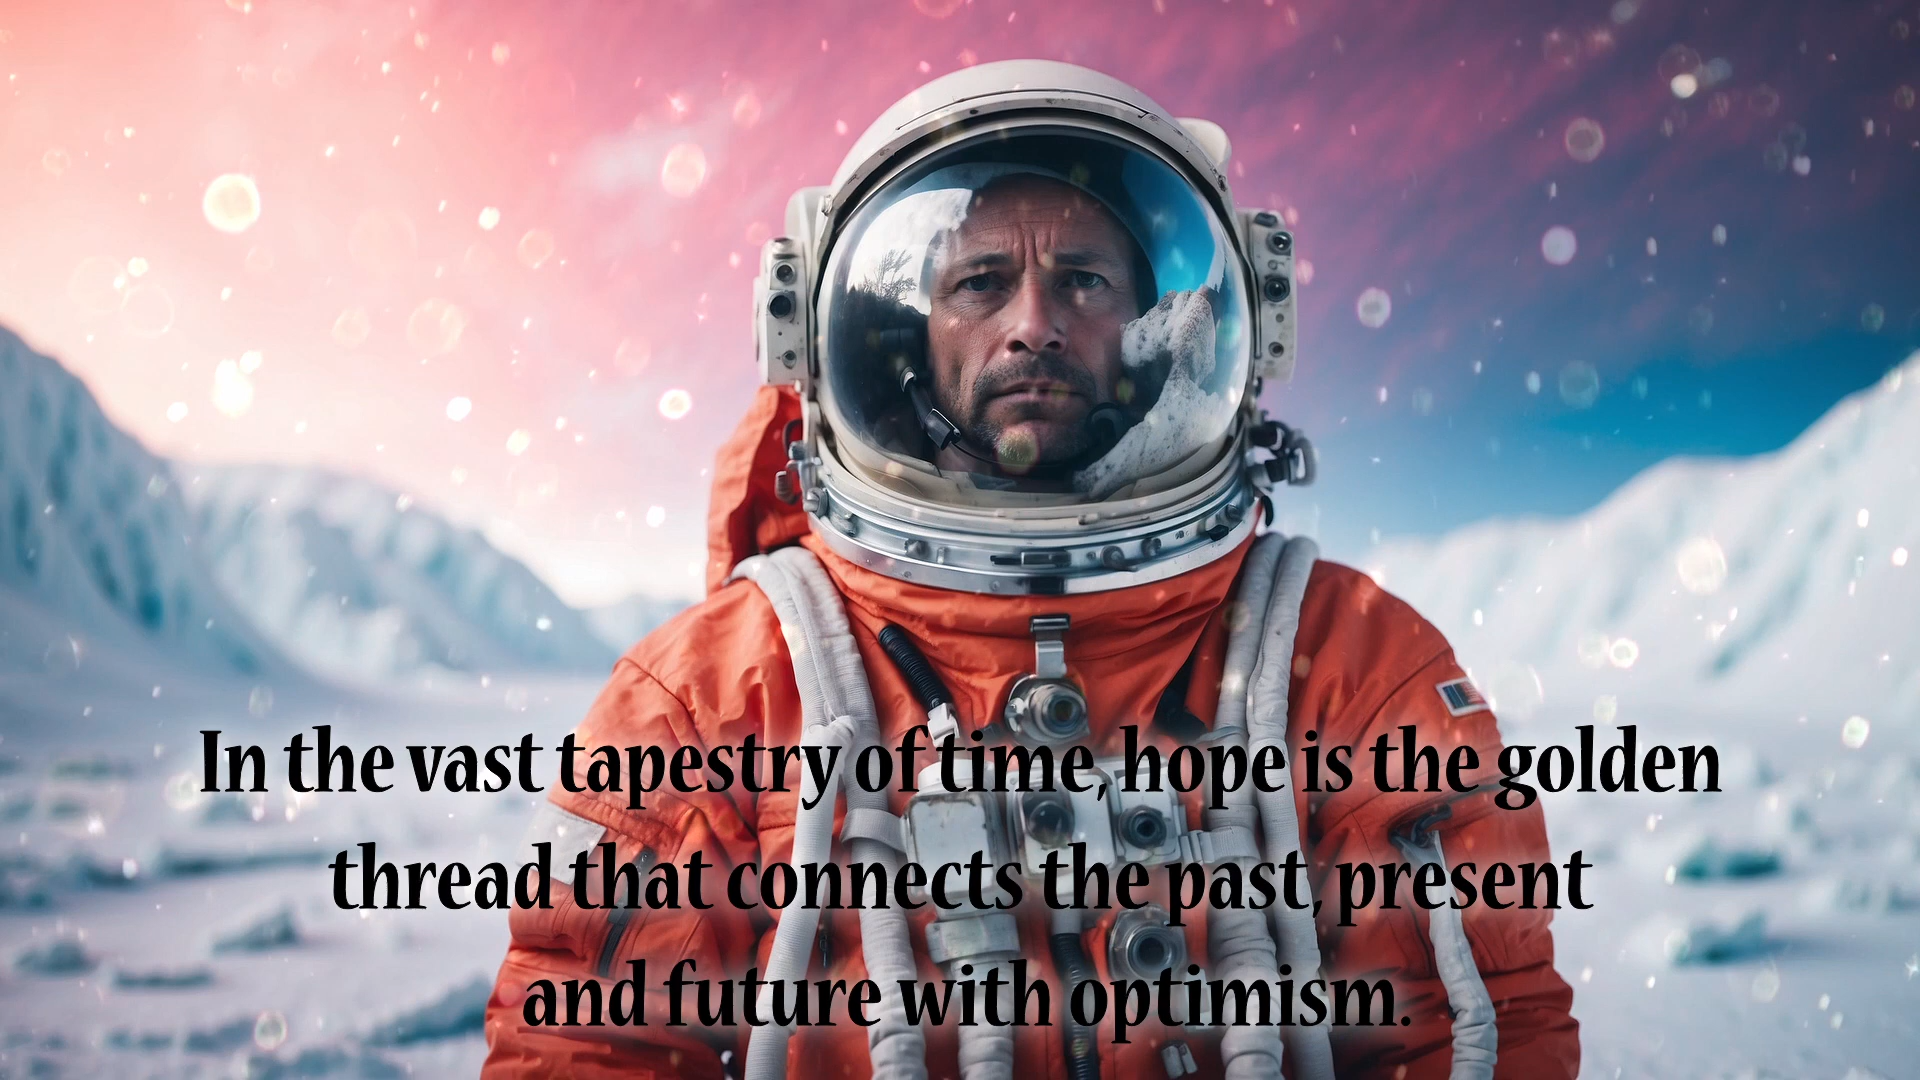 In the vast tapestry of time, hope is the golden
thread that connects the past, present
and future with optimism.